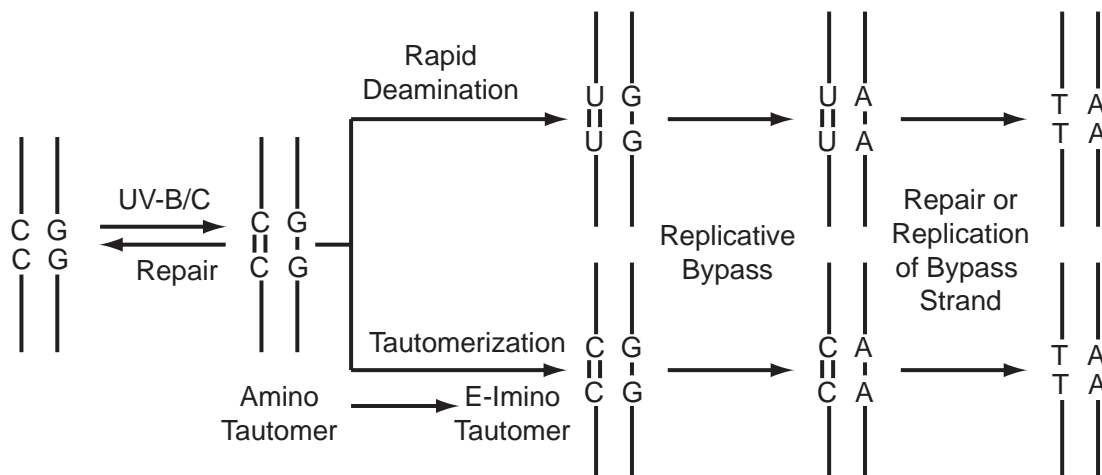 C G
C G
UV-B/C
Repair
C G
C G
Rapid
Deamination
Tautomerization
Amino
Tautomer
E-Imino
Tautomer
U G
U G
C G
C G
Replicative
Bypass
U A
U A
C A
C A
Repair or
Replication
of Bypass
Strand
T A
T A
T A
T A